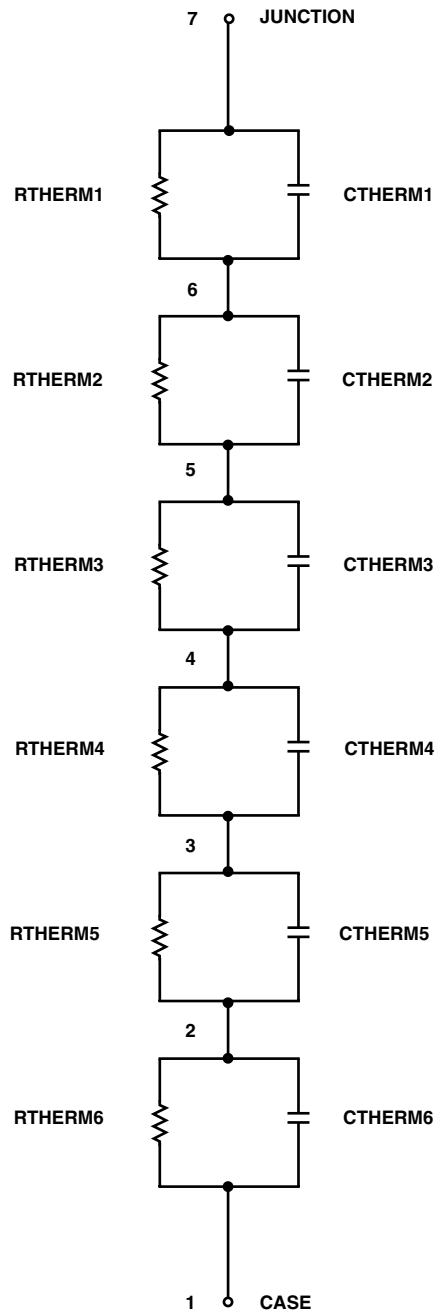 7 JUNCTION
RTHERM1 CTHERM1
6
RTHERM2 CTHERM2
5
RTHERM3 CTHERM3
4
RTHERM4 CTHERM4
3
RTHERM5 CTHERM5
2
RTHERM6 CTHERM6
1 CASE